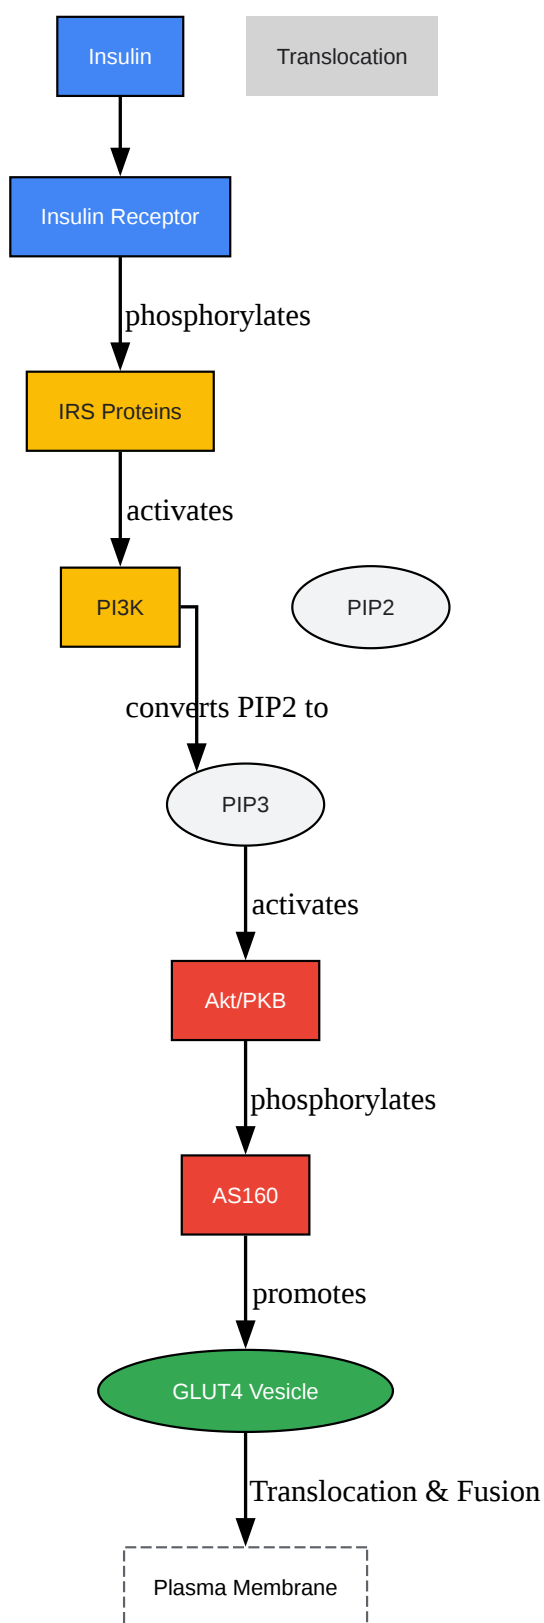 Insulin
Translocation
Insulin Receptor
phosphorylates
IRS Proteins
activates
PI3K
PIP2
converts PIP2 to
PIP3
activates
Akt/PKB
phosphorylates
AS160
promotes
GLUT4 Vesicle
Translocation & Fusion
Plasma Membrane